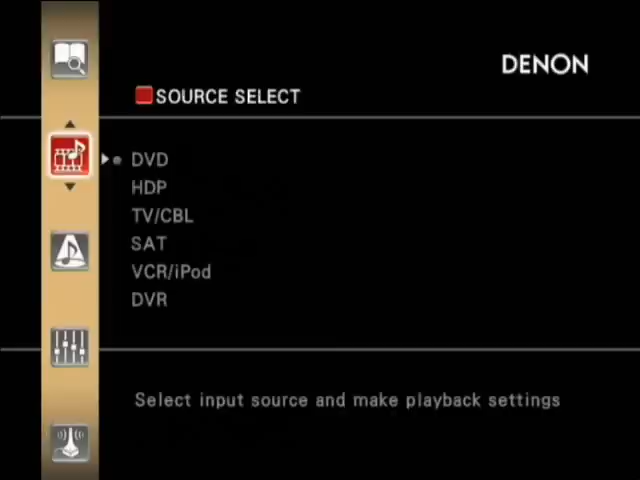 DENON
SOURCE SELECT
DVD
HDP
TV/CBL
SAT
VCR/iPod
DVR
Select input source and make playback settings